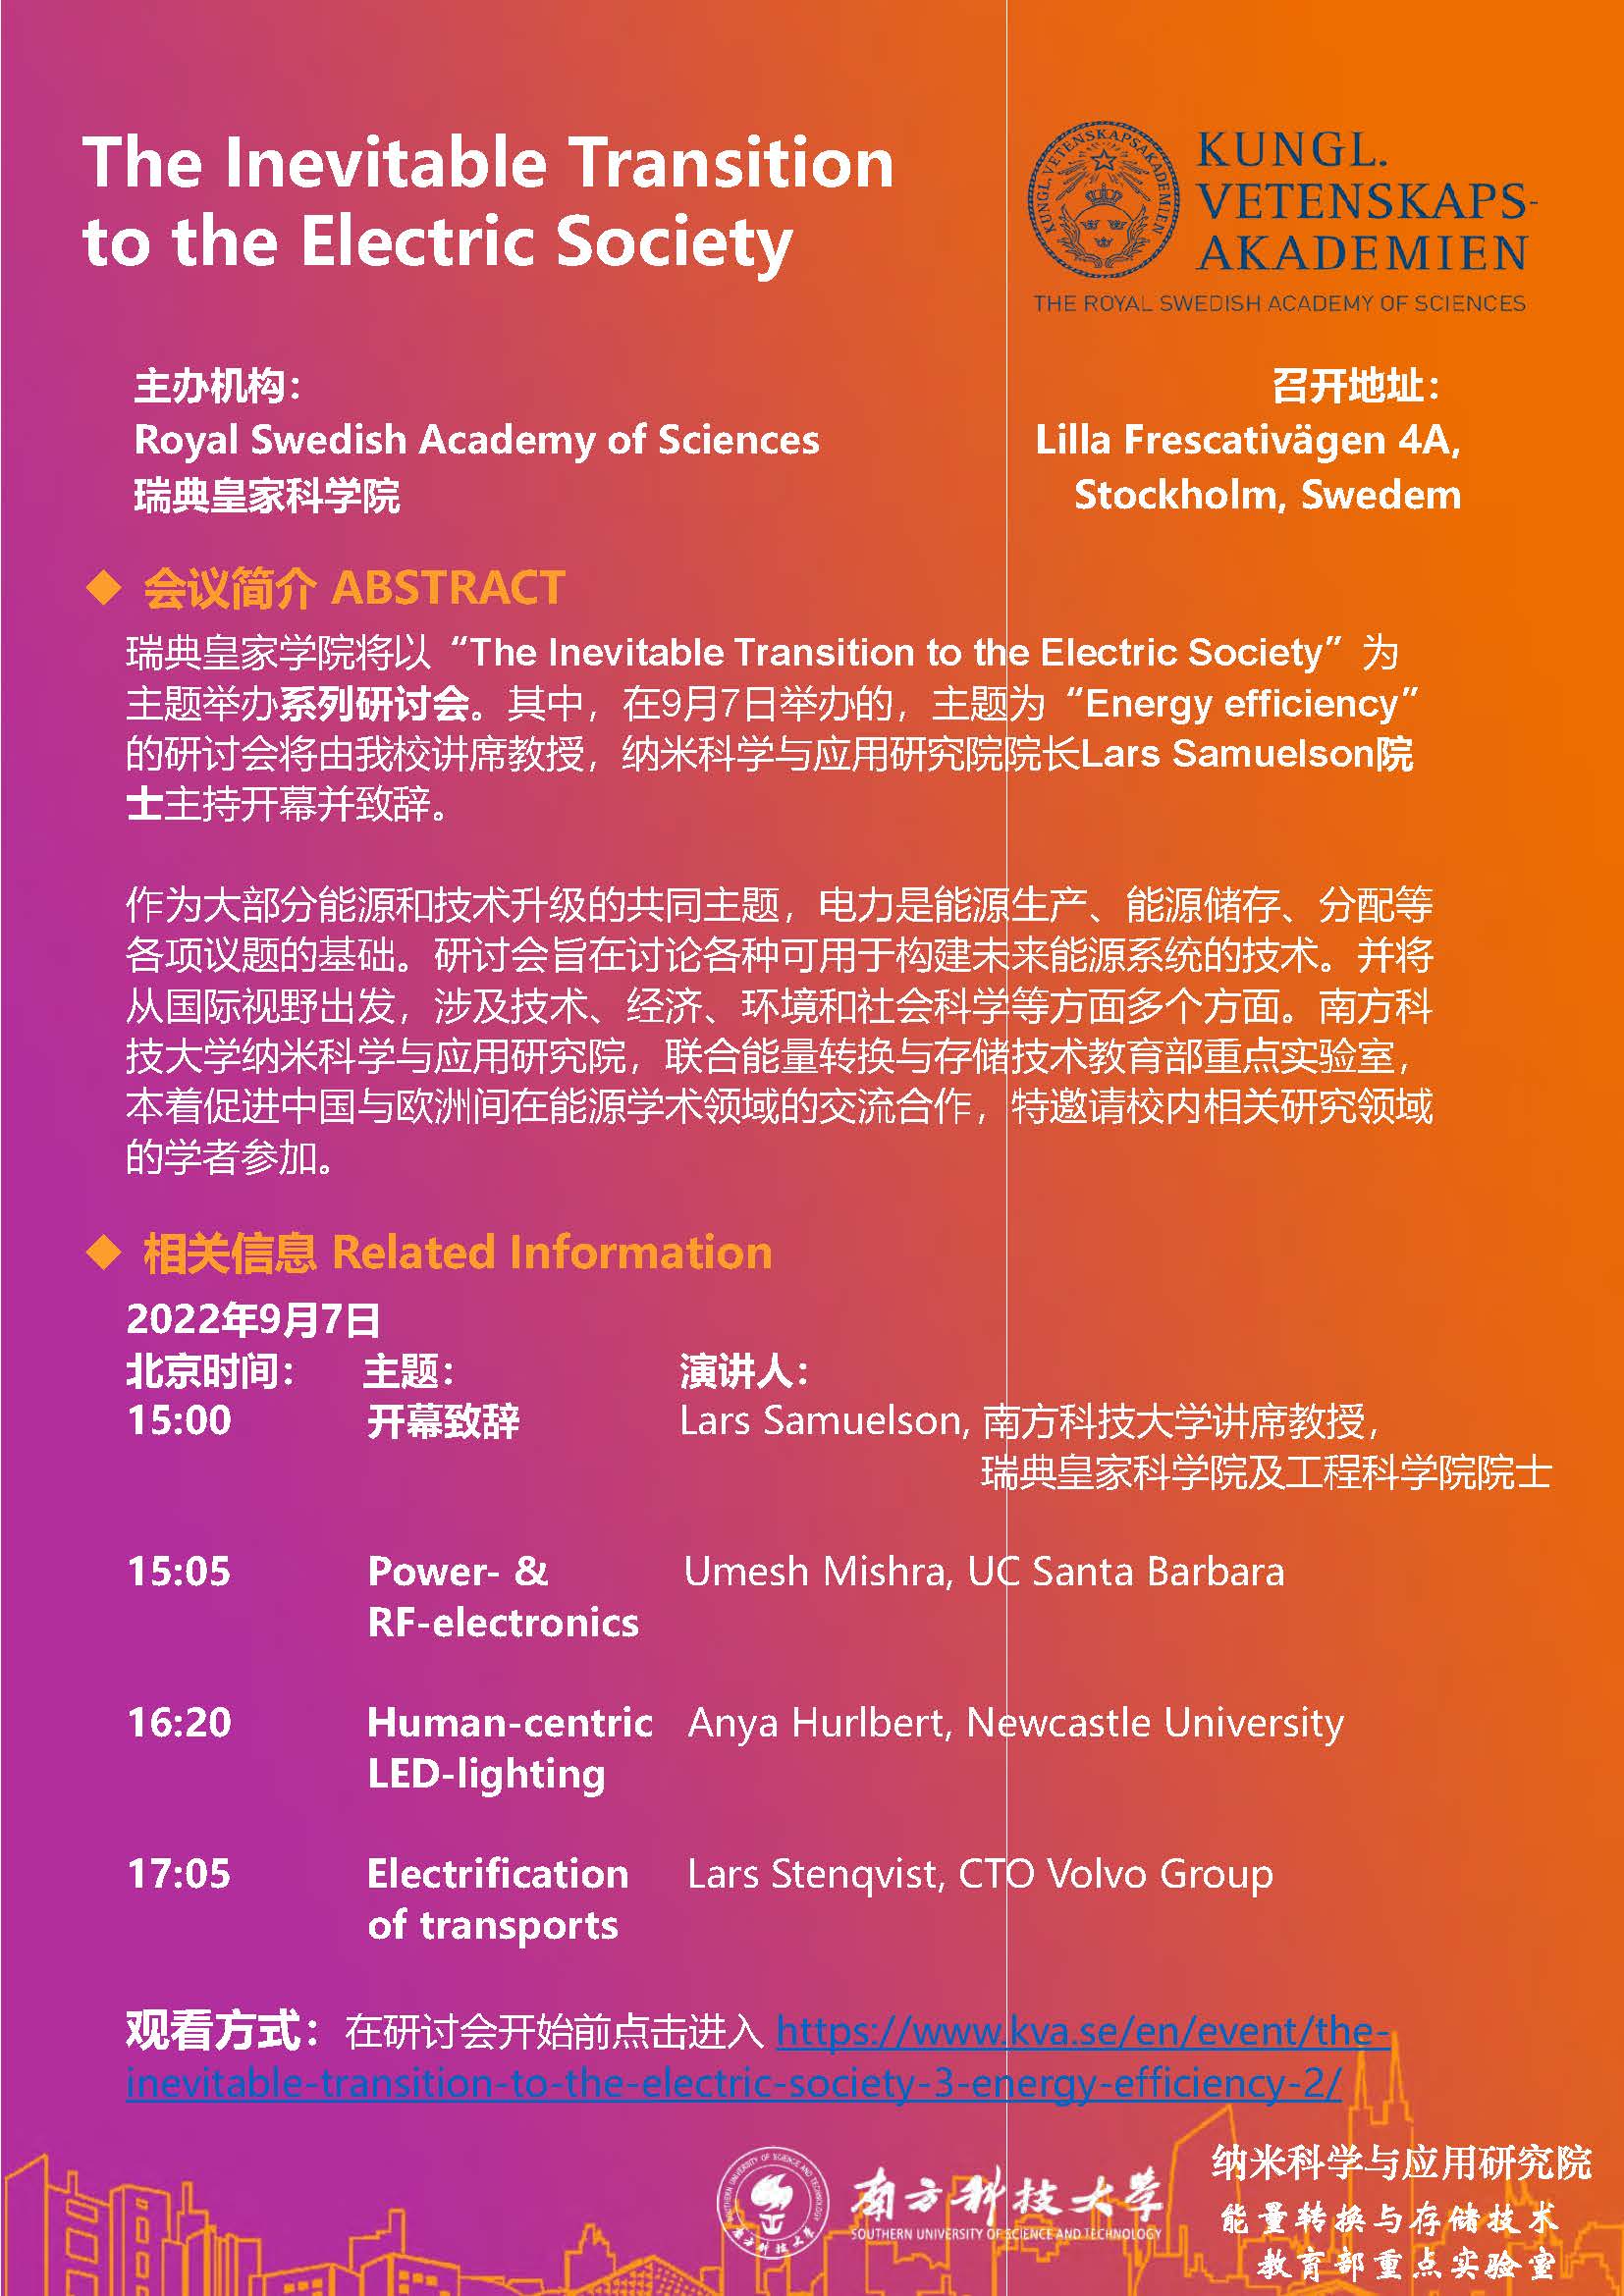 The Inevitable Transition
to the Electric Society
KUNGL. VETENSKAPSAKADEMIEN
KUNGL.
VETENSKAPS-
AKADEMIEN
THE ROYAL SWEDISH ACADEMY OF SCIENCES
主办机构：
Royal Swedish Academy of Sciences
瑞典皇家科学院
召开地址：
Lilla Frescativägen 4A,
Stockholm, Swedem
◆ 会议简介 ABSTRACT
瑞典皇家学院将以“The Inevitable Transition to the Electric Society”为
主题举办系列研讨会。其中，在9月7日举办的，主题为“Energy efficiency”
的研讨会将由我校讲席教授，纳米科学与应用研究院院长Lars Samuelson院
士主持开幕并致辞。
作为大部分能源和技术升级的共同主题，电力是能源生产、能源储存、分配等
各项议题的基础。研讨会旨在讨论各种可用于构建未来能源系统的技术。并将
从国际视野出发，涉及技术、经济、环境和社会科学等方面多个方面。南方科
技大学纳米科学与应用研究院，联合能量转换与存储技术教育部重点实验室，
本着促进中国与欧洲间在能源学术领域的交流合作，特邀请校内相关研究领域
的学者参加。
◆ 相关信息 Related Information
2022年9月7日
北京时间： 主题： 演讲人：
15:00 开幕致辞 Lars Samuelson, 南方科技大学讲席教授，
瑞典皇家科学院及工程科学院院士
15:05 Power- & Umesh Mishra, UC Santa Barbara
RF-electronics
16:20 Human-centric Anya Hurlbert, Newcastle University
LED-lighting
17:05 Electrification Lars Stenqvist, CTO Volvo Group
of transports
观看方式：在研讨会开始前点击进入 https://www.kva.se/en/event/the-
inevitable-transition-to-the-electric-society-3-energy-efficiency-2/
SOUTHERN UNIVERSITY OF SCIENCE AND TECHNOLOGY
南方科技大学
南方科技大学
SOUTHERN UNIVERSITY OF SCIENCE AND TECHNOLOGY
纳米科学与应用研究院
能量转换与存储技术
教育部重点实验室